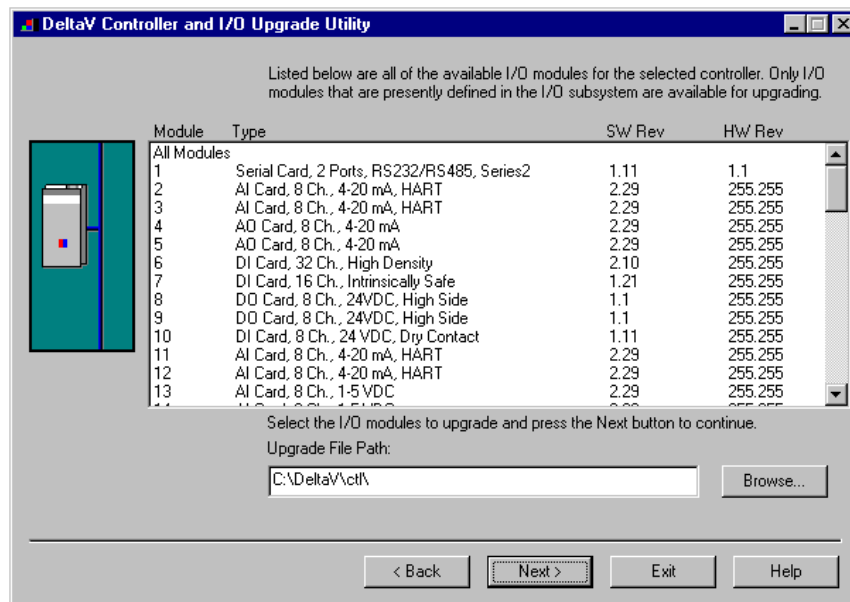 DeltaV Controller and I/O Upgrade Utility
Listed below are all of the available I/O modules for the selected controller. Only I/O
modules that are presently defined in the I/O subsystem are available for upgrading.
Module Type SW Rev HW Rev
All Modules
1 Serial Card, 2 Ports, RS232/RS485, Series2 1.11 1.1
2 AI Card, 8 Ch., 4-20 mA, HART 2.29 255.255
3 AI Card, 8 Ch., 4-20 mA, HART 2.29 255.255
4 AO Card, 8 Ch., 4-20 mA 2.29 255.255
5 AO Card, 8 Ch., 4-20 mA 2.29 255.255
6 DI Card, 32 Ch., High Density 2.10 255.255
7 DI Card, 16 Ch., Intrinsically Safe 1.21 255.255
8 DO Card, 8 Ch., 24VDC, High Side 1.1 255.255
9 DO Card, 8 Ch., 24VDC, High Side 1.1 255.255
10 DI Card, 8 Ch., 24 VDC, Dry Contact 1.11 255.255
11 AI Card, 8 Ch., 4-20 mA, HART 2.29 255.255
12 AI Card, 8 Ch., 4-20 mA, HART 2.29 255.255
13 AI Card, 8 Ch., 1-5 VDC 2.29 255.255
Select the I/O modules to upgrade and press the Next button to continue.
Upgrade File Path:
C:\DeltaV\ctl\
Browse...
< Back
Next >
Exit
Help